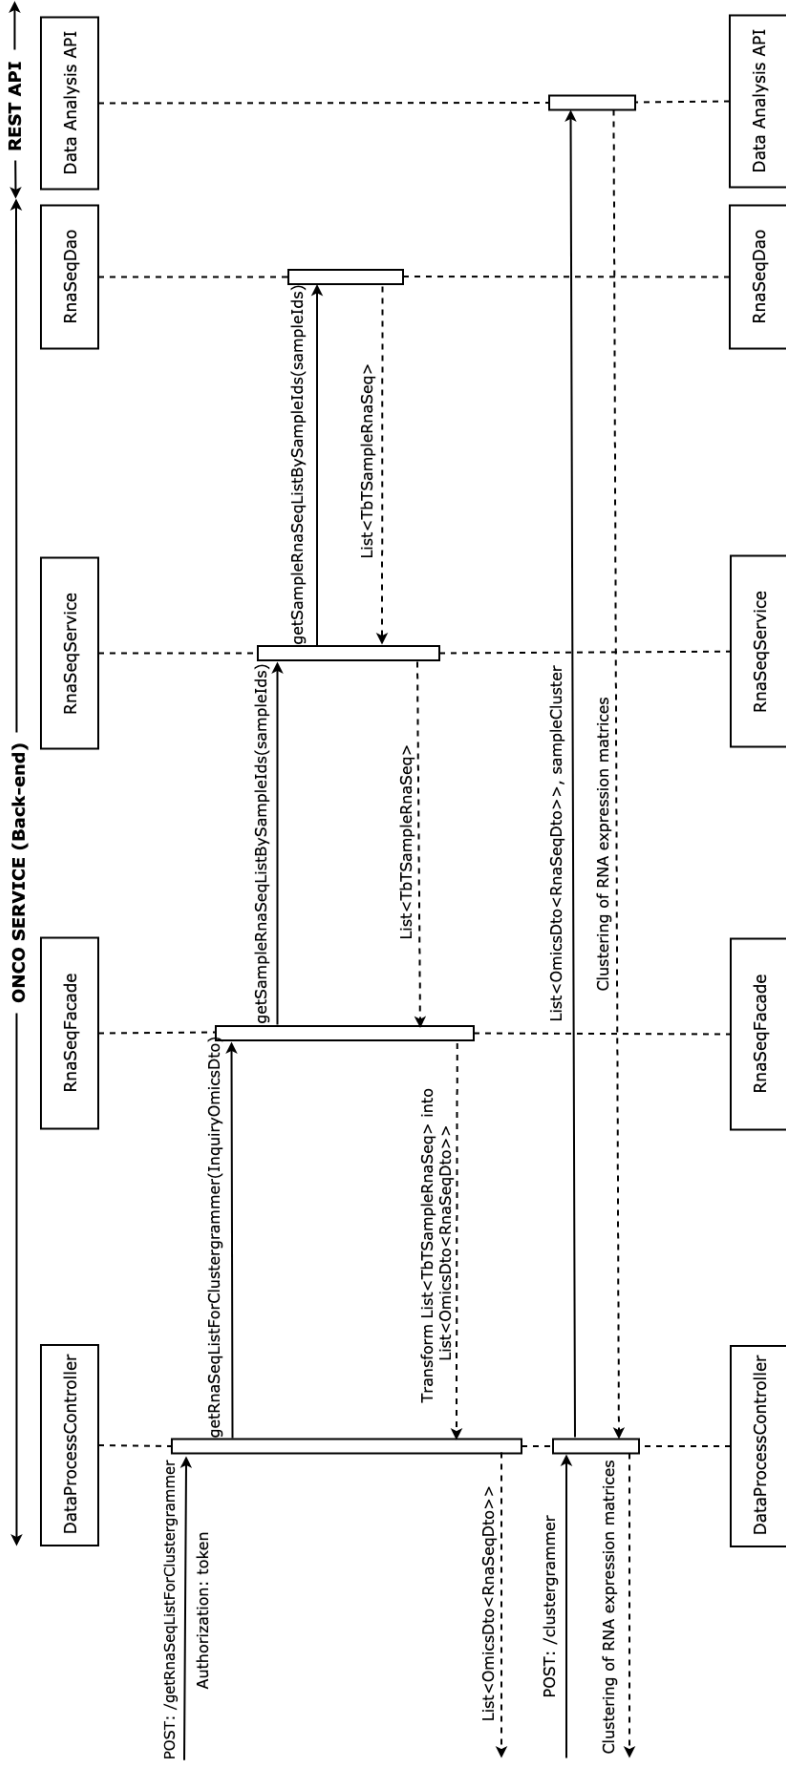 ONCO SERVICE (Back-end)
REST API
DataProcessController
RnaSeqFacade
RnaSeqService
RnaSeqDao
Data Analysis API
POST: /getRnaSeqListForClustergrammer
Authorization: token
getRnaSeqListForClustergrammer(InquiryOmicsDto)
getSampleRnaSeqListBySampleIds(sampleIds)
getSampleRnaSeqListBySampleIds(sampleIds)
List<TbTSampleRnaSeq>
List<TbTSampleRnaSeq>
Transform List<TbTSampleRnaSeq> into
List<OmicsDto<RnaSeqDto>>
List<OmicsDto<RnaSeqDto>>
POST: /clustergrammer
List<OmicsDto<RnaSeqDto>>, sampleCluster
Clustering of RNA expression matrices
Clustering of RNA expression matrices
DataProcessController
RnaSeqFacade
RnaSeqService
RnaSeqDao
Data Analysis API